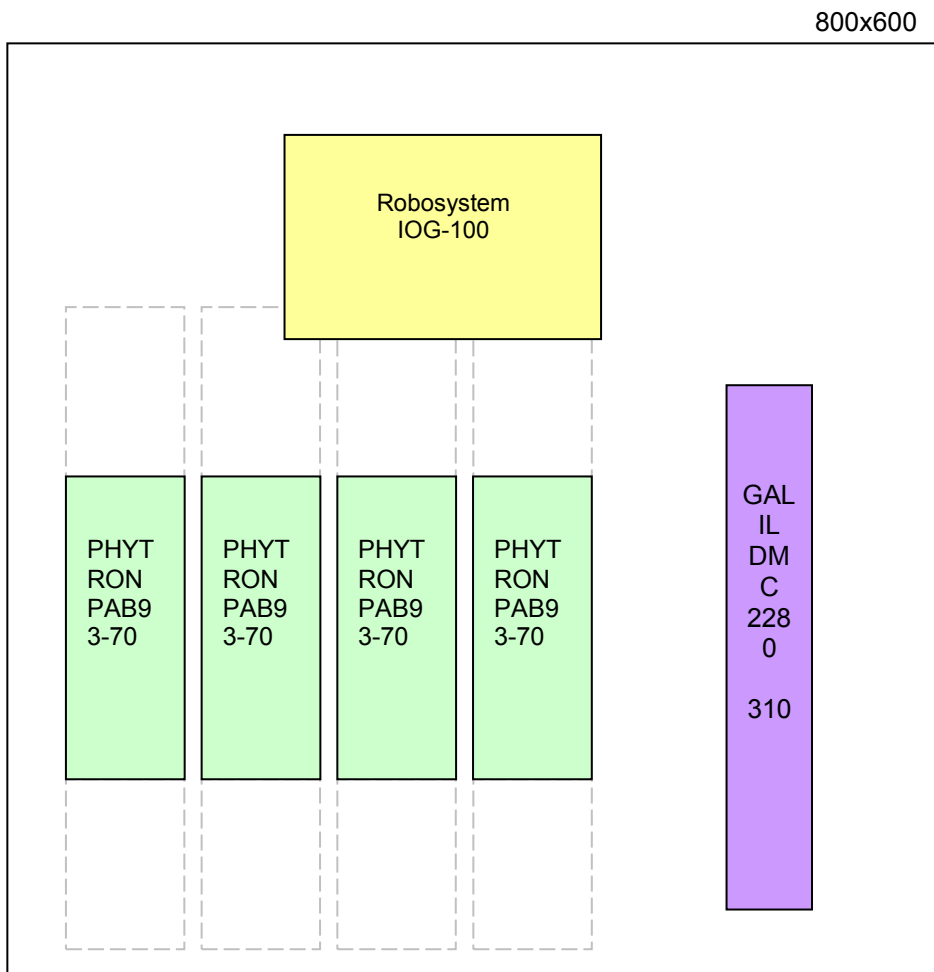 800x600
Robosystem
IOG-100
PHYT
RON
PAB9
3-70
PHYT
RON
PAB9
3-70
PHYT
RON
PAB9
3-70
PHYT
RON
PAB9
3-70
GAL
IL
DM
C
228
0
310